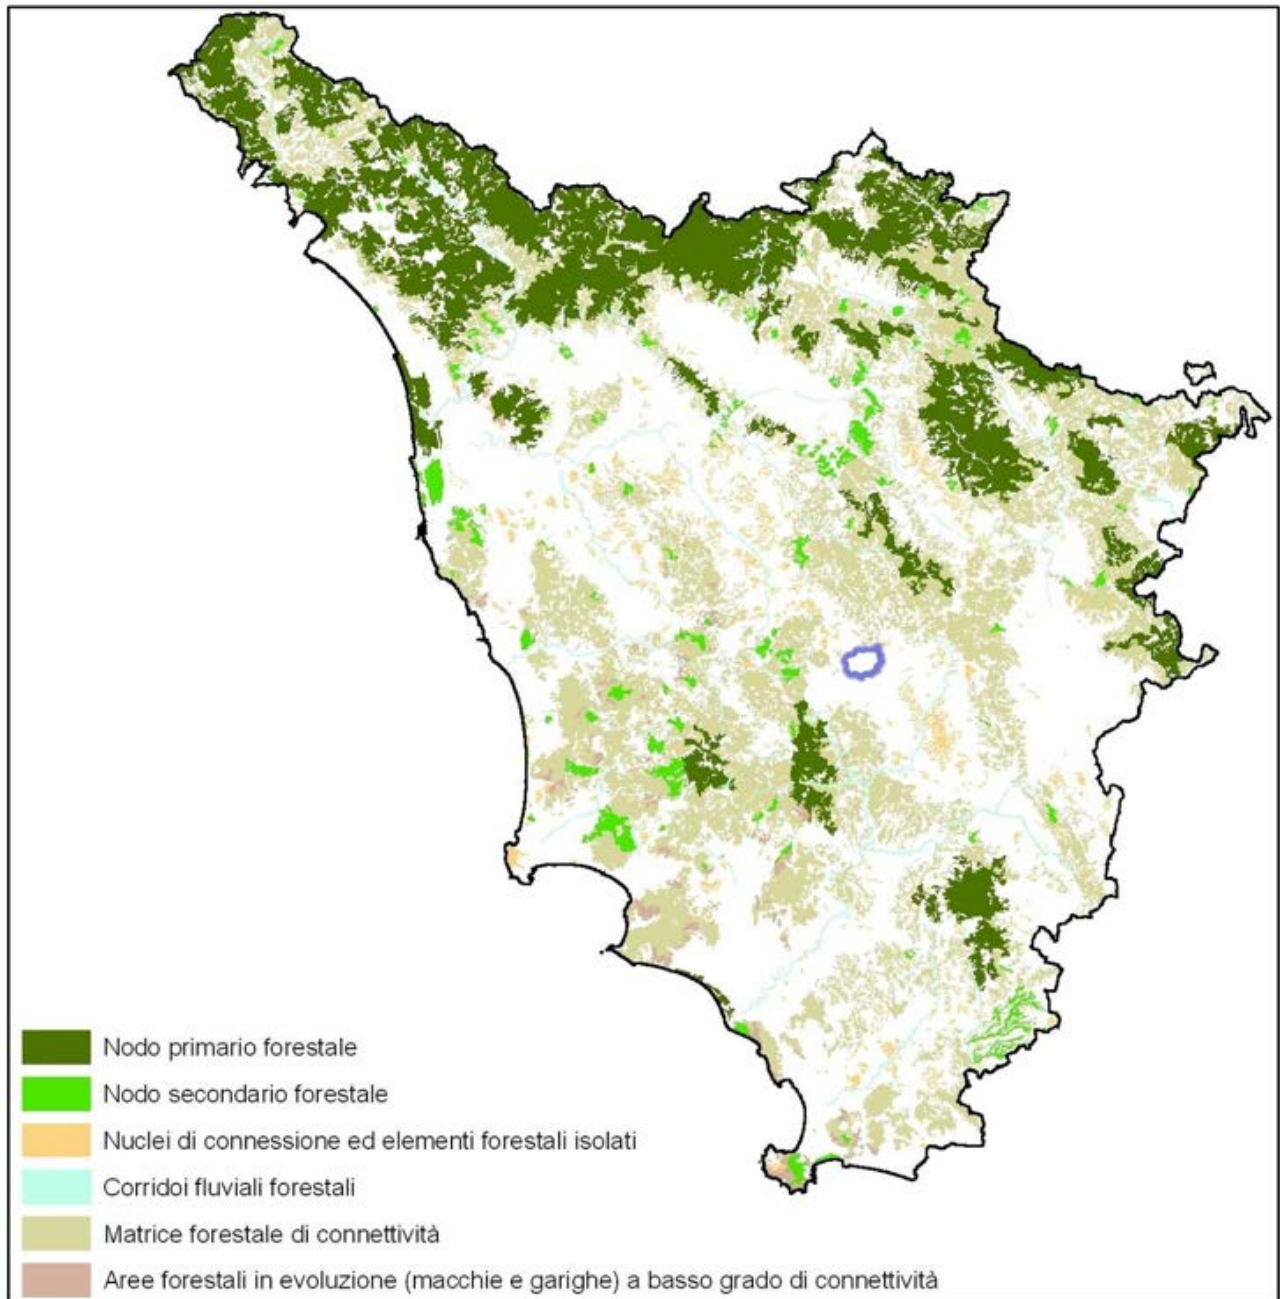 Nodo primario forestale
Nodo secondario forestale
Nuclei di connessione ed elementi forestali isolati
Corridoi fluviali forestali
Matrice forestale di connettività
Aree forestali in evoluzione (macchie e garighe) a basso grado di connettività